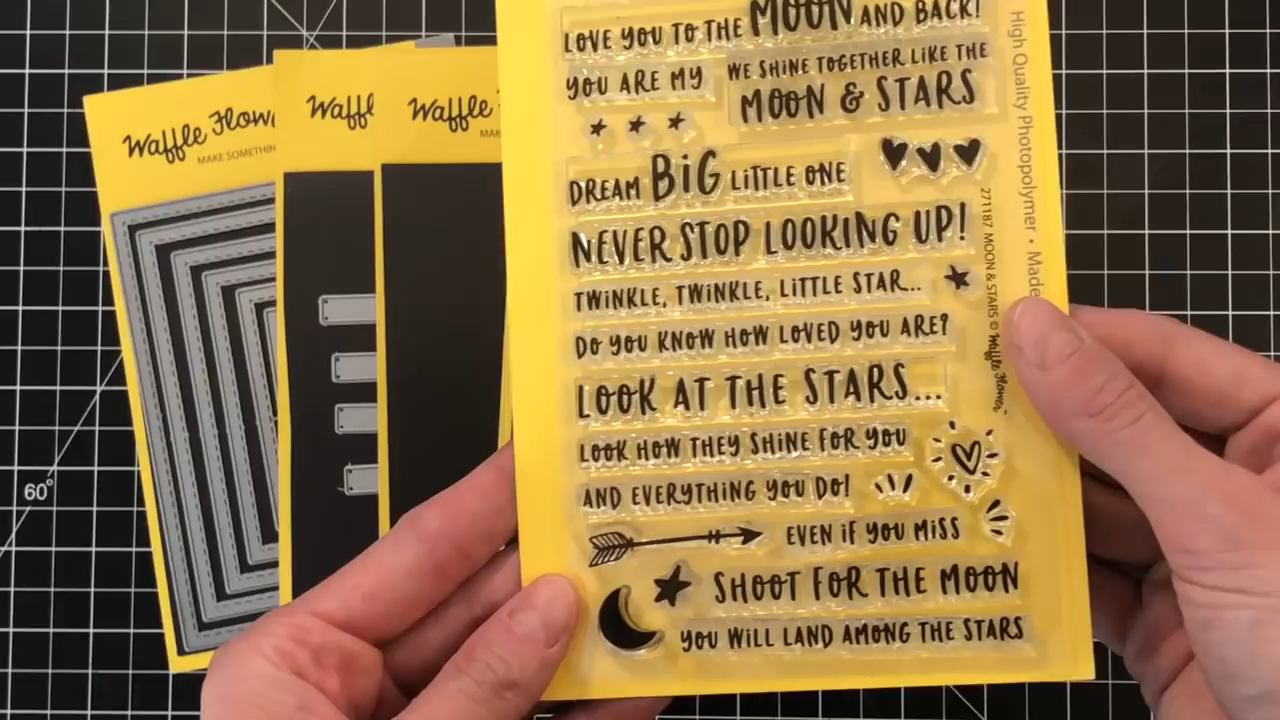 LOVE YOU TO THE MOON AND BACK!
YOU ARE MY
WE SHINE TOGETHER LIKE THE
MOON & STARS
DREAM BIG LITTLE ONE
NEVER STOP LOOKING UP!
TWINKLE, TWINKLE, LITTLE STAR...
DO YOU KNOW HOW LOVED YOU ARE?
LOOK AT THE STARS...
LOOK HOW THEY SHINE FOR YOU
AND EVERYTHING YOU DO!
EVEN IF YOU MISS
SHOOT FOR THE MOON
YOU WILL LAND AMONG THE STARS
High Quality Photopolymer • Made
271187 MOON & STARS © Waffle Flower
Waffle Flow
MAKE SOMETHIN
Waffl
Waffle
MA
60°